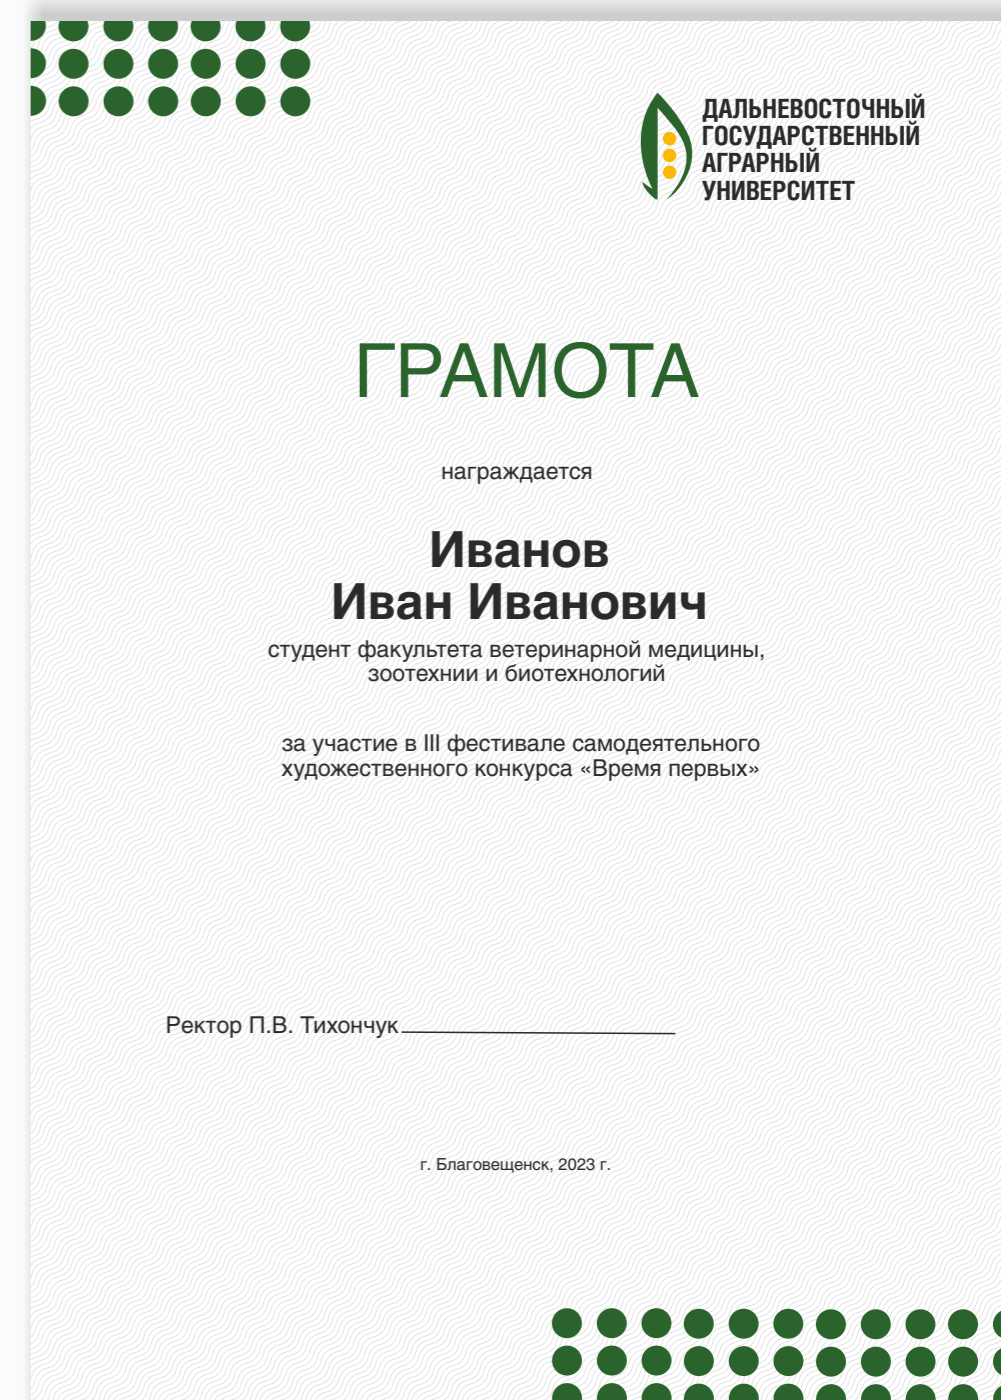 ДАЛЬНЕВОСТОЧНЫЙ
ГОСУДАРСТВЕННЫЙ
АГРАРНЫЙ
УНИВЕРСИТЕТ
ГРАМОТА
награждается
Иванов
Иван Иванович
студент факультета ветеринарной медицины,
зоотехнии и биотехнологий
за участие в III фестивале самодеятельного
художественного конкурса «Время первых»
Ректор П.В. Тихончук
г. Благовещенск, 2023 г.